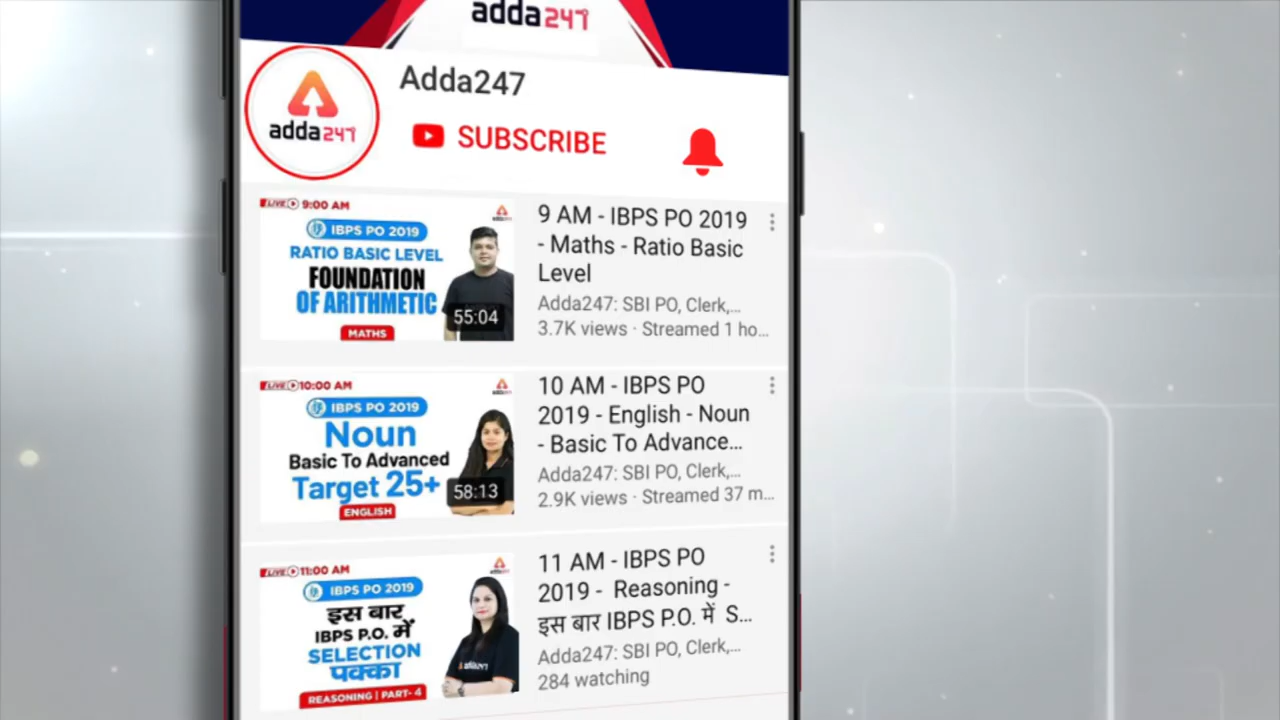 adda247
Adda247
adda247
SUBSCRIBE
LIVE 9:00 AM
IBPS PO 2019
RATIO BASIC LEVEL
FOUNDATION
OF ARITHMETIC
MATHS
55:04
9 AM - IBPS PO 2019
- Maths - Ratio Basic
Level
Adda247: SBI PO, Clerk,...
3.7K views · Streamed 1 ho...
LIVE 10:00 AM
IBPS PO 2019
Noun
Basic To Advanced
Target 25+
ENGLISH
58:13
10 AM - IBPS PO
2019 - English - Noun
- Basic To Advance...
Adda247: SBI PO, Clerk,...
2.9K views · Streamed 37 m...
LIVE 11:00 AM
IBPS PO 2019
इस बार
IBPS P.O. में
SELECTION
पक्का
REASONING | PART- 4
adda247
11 AM - IBPS PO
2019 - Reasoning -
इस बार IBPS P.O. में S...
Adda247: SBI PO, Clerk,...
284 watching